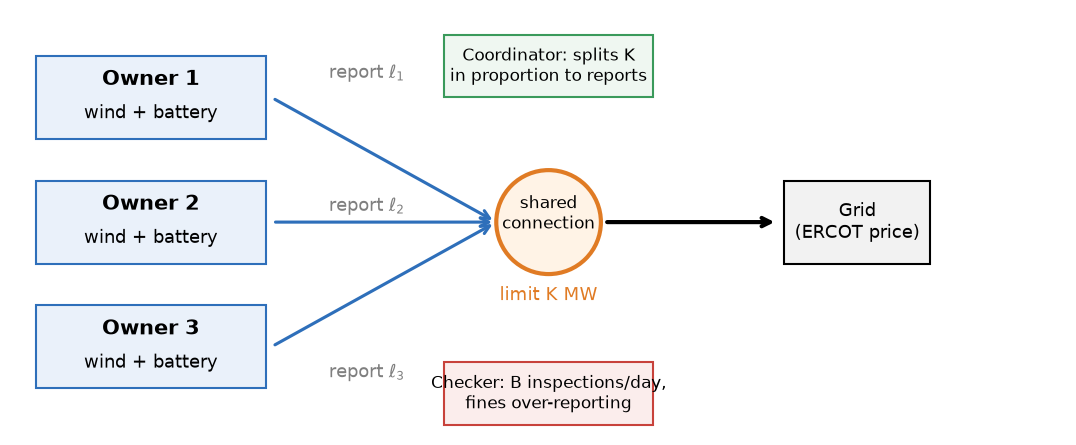 Owner 1
wind + battery
report ℓ₁
Coordinator: splits K
in proportion to reports
Owner 2
wind + battery
report ℓ₂
shared
connection
limit K MW
Grid
(ERCOT price)
Owner 3
wind + battery
report ℓ₃
Checker: B inspections/day,
fines over-reporting